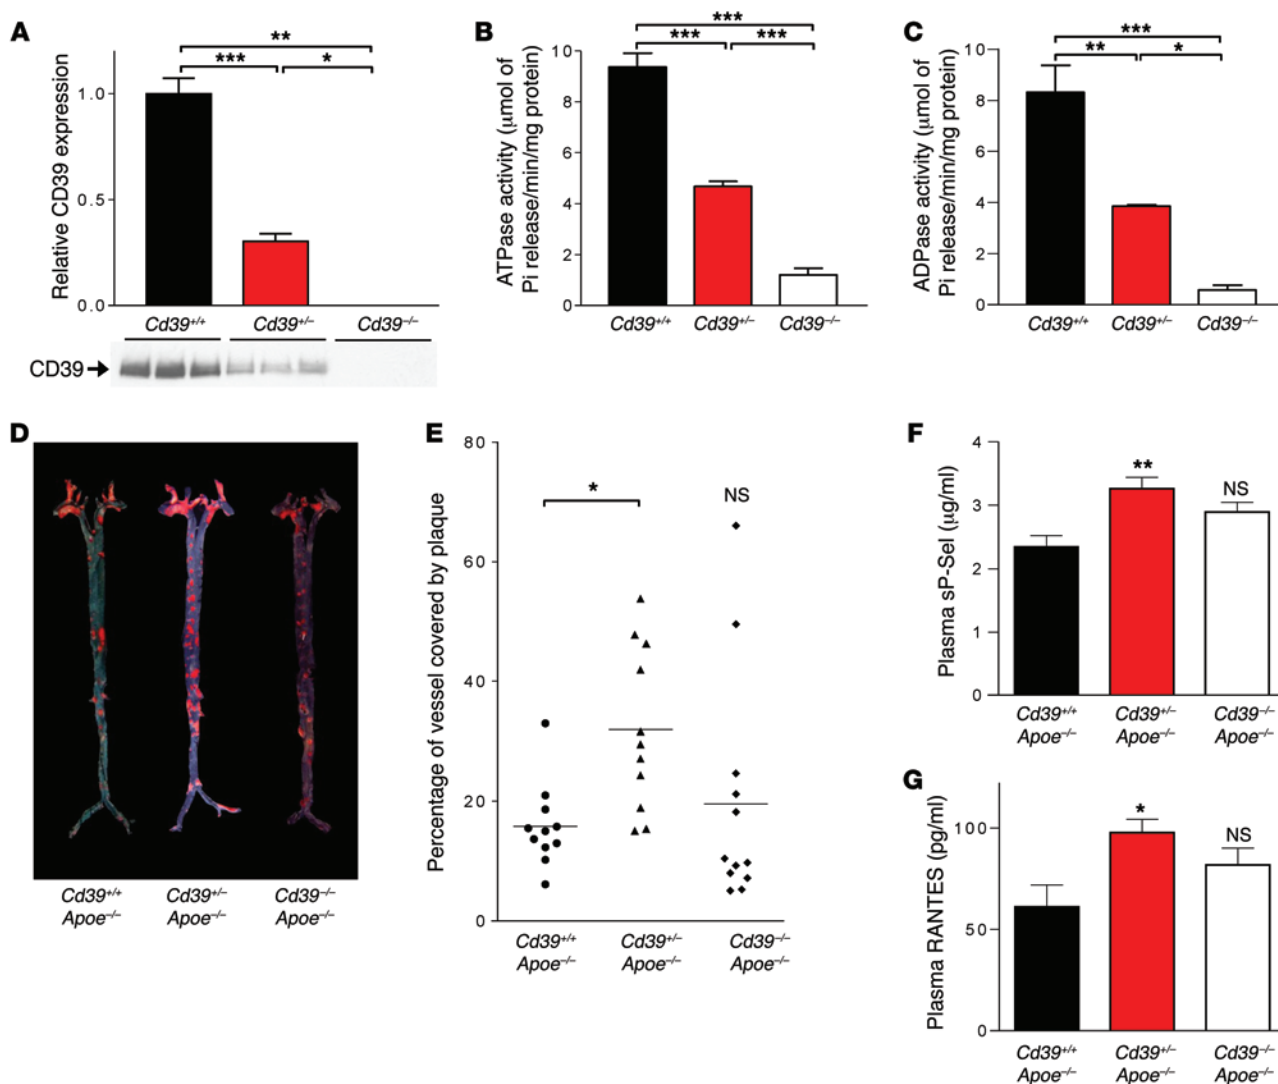 A
Relative CD39 expression
1.0
0.5
0.0
**
***
*
Cd39+/+
Cd39+/–
Cd39–/–
CD39
B
ATPase activity (μmol of
Pi release/min/mg protein)
10
8
6
4
2
0
***
***
***
Cd39+/+
Cd39+/–
Cd39–/–
C
ADPase activity (μmol of
Pi release/min/mg protein)
10
8
6
4
2
0
***
**
*
Cd39+/+
Cd39+/–
Cd39–/–
D
Cd39+/+
Apoe–/–
Cd39+/–
Apoe–/–
Cd39–/–
Apoe–/–
E
Percentage of vessel covered by plaque
80
60
40
20
0
*
NS
Cd39+/+
Apoe–/–
Cd39+/–
Apoe–/–
Cd39–/–
Apoe–/–
F
Plasma sP-Sel (μg/ml)
4
3
2
1
0
**
NS
Cd39+/+
Apoe–/–
Cd39+/–
Apoe–/–
Cd39–/–
Apoe–/–
G
Plasma RANTES (pg/ml)
100
50
0
*
NS
Cd39+/+
Apoe–/–
Cd39+/–
Apoe–/–
Cd39–/–
Apoe–/–